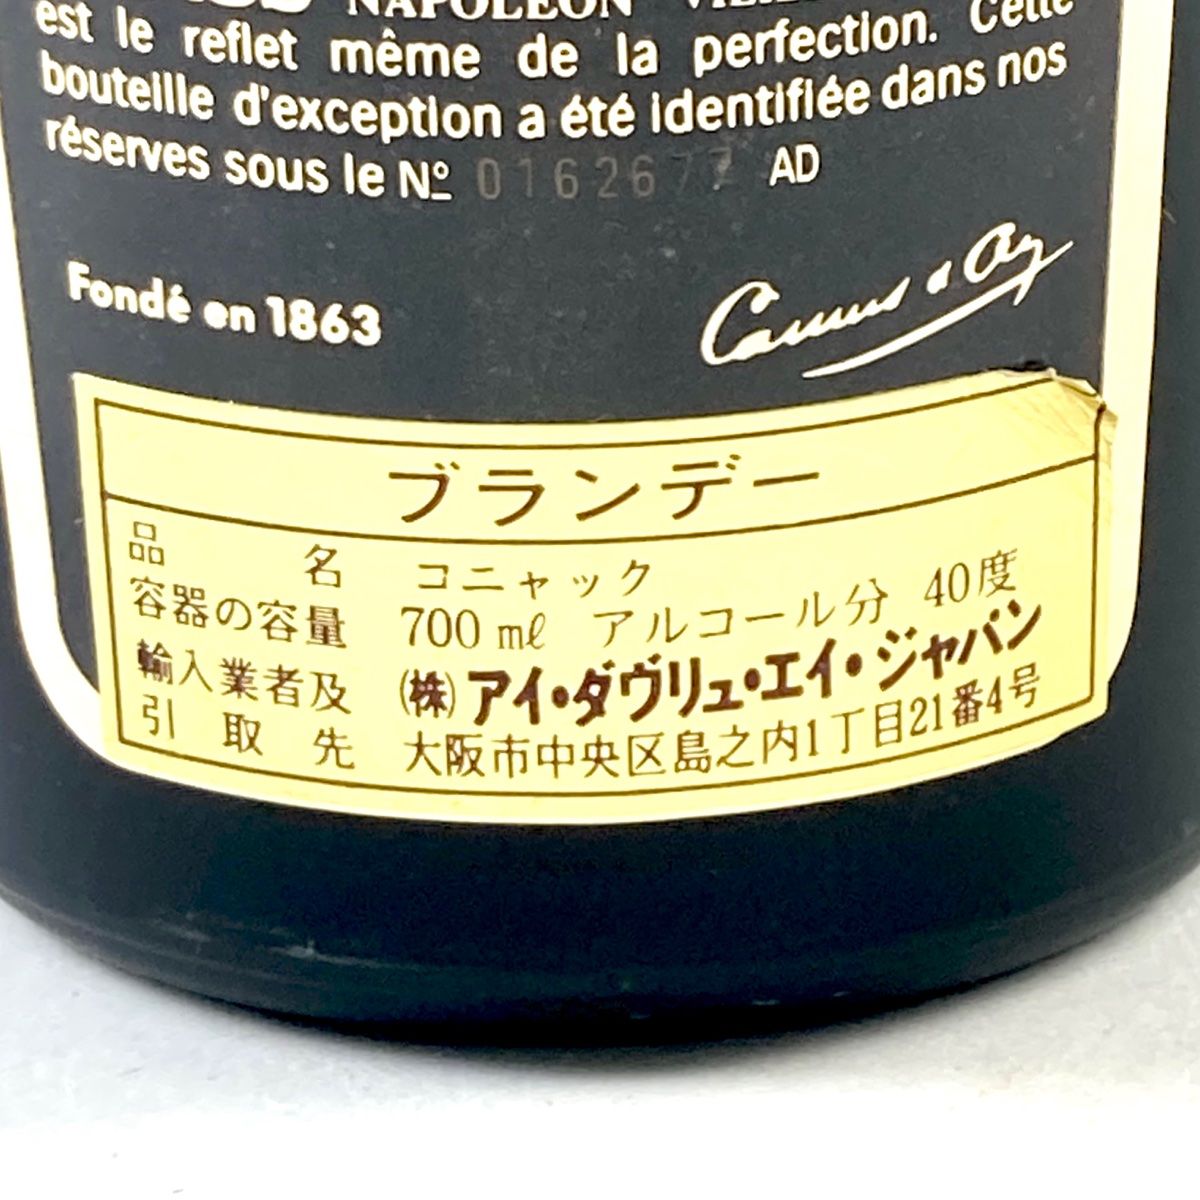 NAPOLEON
est le reflet même de la perfection. Cette
bouteille d'exception a été identifiée dans nos
réserves sous le Nº 0162677 AD
Fondé en 1863
Camus & Cie
ブランデー
品名 コニャック
容器の容量 700mℓ アルコール分 40度
輸入業者及 (株)アイ・ダヴリュ・エイ・ジャパン
引取先 大阪市中央区島之内1丁目21番4号